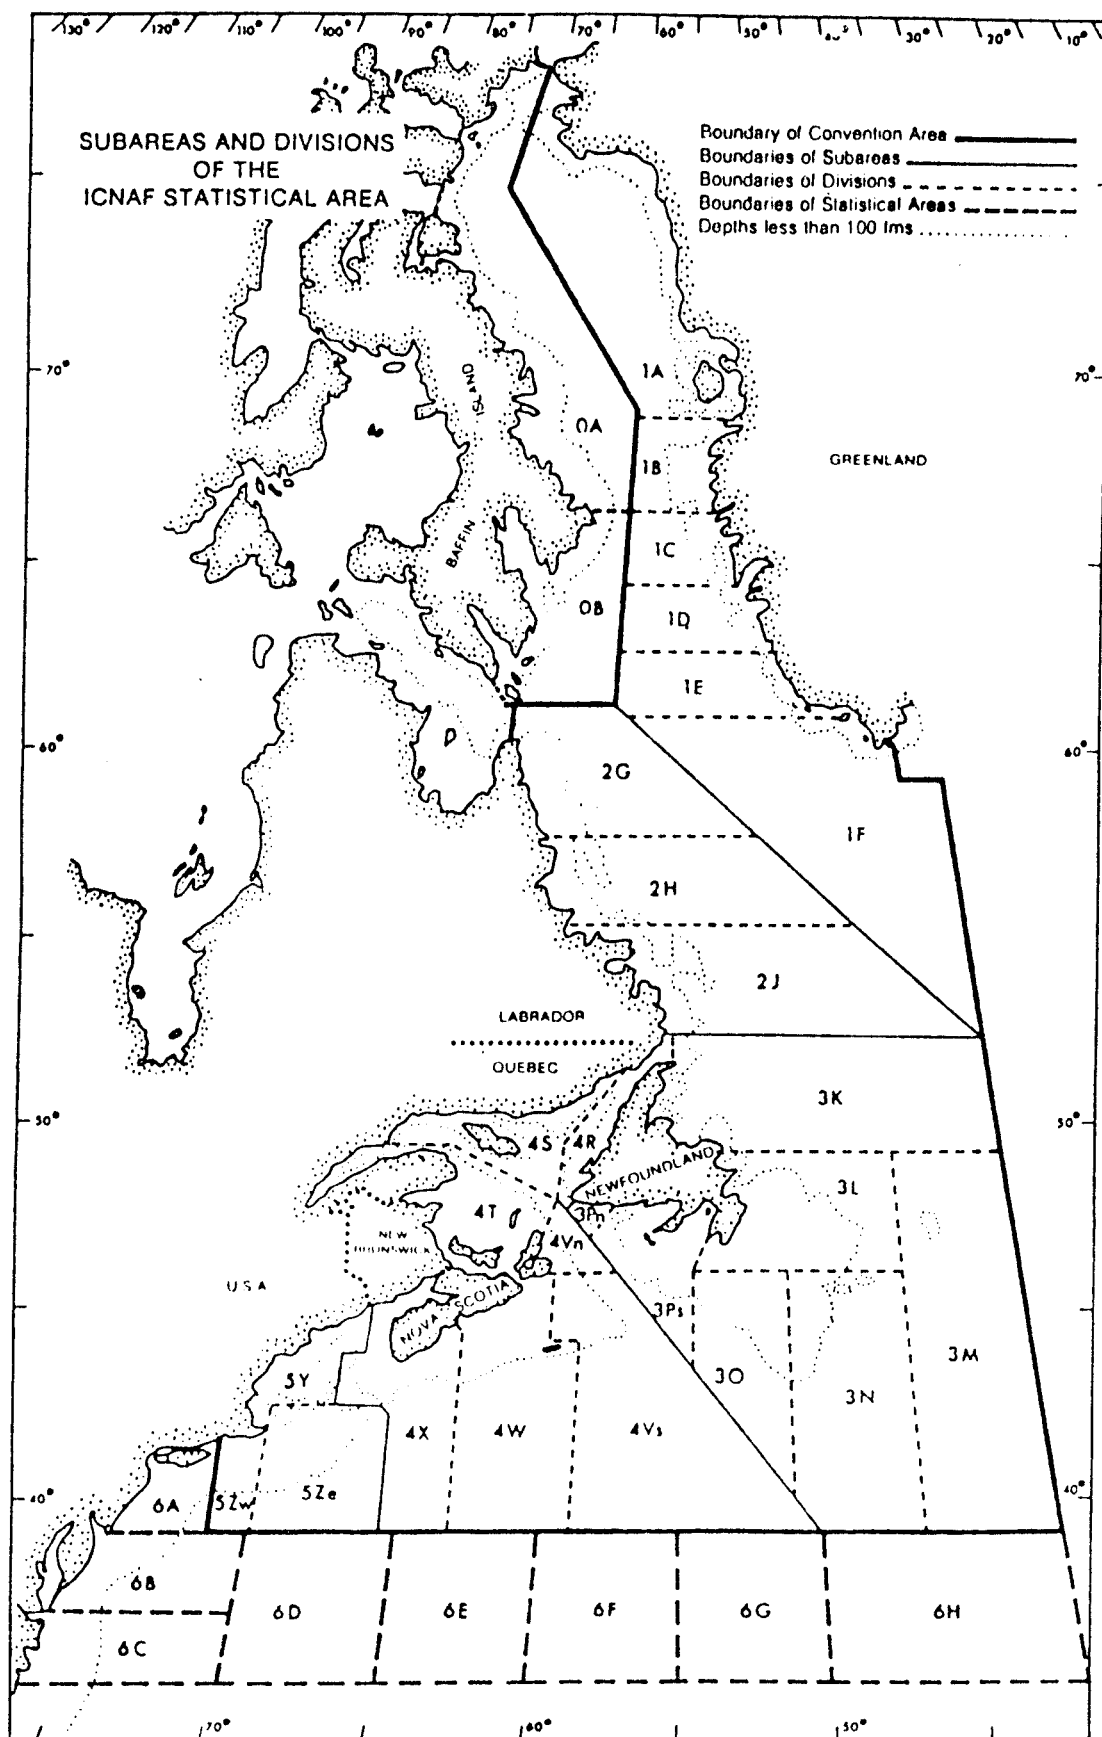 130° 120° 110° 100° 90° 80° 70° 60° 50° 30° 20° 10°
SUBAREAS AND DIVISIONS
OF THE
ICNAF STATISTICAL AREA
Boundary of Convention Area
Boundaries of Subareas
Boundaries of Divisions
Boundaries of Statistical Areas
Depths less than 100 fms
70°
70°
1A
ISLAND
0A
GREENLAND
1B
BAFFIN
1C
0B
1D
1E
60°
60°
2G
1F
2H
2J
LABRADOR
QUEBEC
3K
50°
50°
4S
4R
NEWFOUNDLAND
3L
4T
3Pn
NEW
BRUNSWICK
4Vn
USA
NOVA SCOTIA
3Ps
3M
5Y
3O
3N
4X
4W
4Vs
40°
40°
6A
5Zw
5Ze
6B
6D
6E
6F
6G
6H
6C
70°
60°
50°